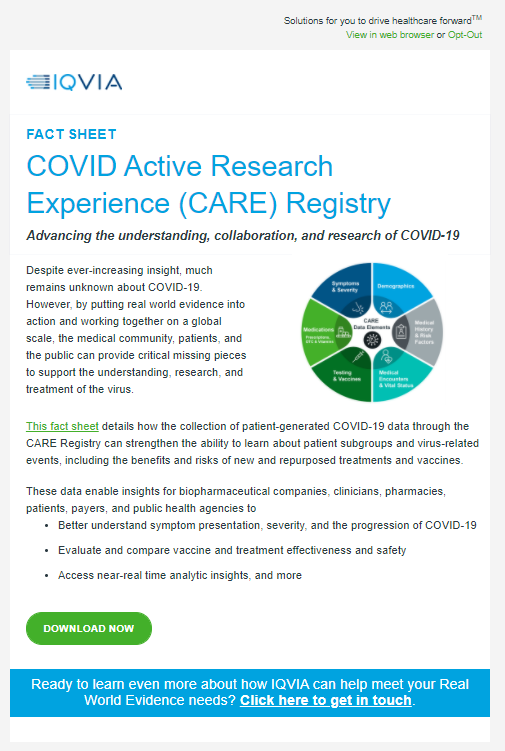 Solutions for you to drive healthcare forward™
View in web browser or Opt-Out
IQVIA
FACT SHEET
COVID Active Research
Experience (CARE) Registry
Advancing the understanding, collaboration, and research of COVID-19
Despite ever-increasing insight, much
remains unknown about COVID-19.
However, by putting real world evidence into
action and working together on a global
scale, the medical community, patients, and
the public can provide critical missing pieces
to support the understanding, research, and
treatment of the virus.
Symptoms
& Severity
Demographics
Medications
Prescriptions,
OTC & Vitamins
CARE
Data Elements
Medical
History
& Risk
Factors
Testing
& Vaccines
Medical
Encounters
& Vital Status
This fact sheet details how the collection of patient-generated COVID-19 data through the
CARE Registry can strengthen the ability to learn about patient subgroups and virus-related
events, including the benefits and risks of new and repurposed treatments and vaccines.
These data enable insights for biopharmaceutical companies, clinicians, pharmacies,
patients, payers, and public health agencies to
• Better understand symptom presentation, severity, and the progression of COVID-19
• Evaluate and compare vaccine and treatment effectiveness and safety
• Access near-real time analytic insights, and more
DOWNLOAD NOW
Ready to learn even more about how IQVIA can help meet your Real
World Evidence needs? Click here to get in touch.